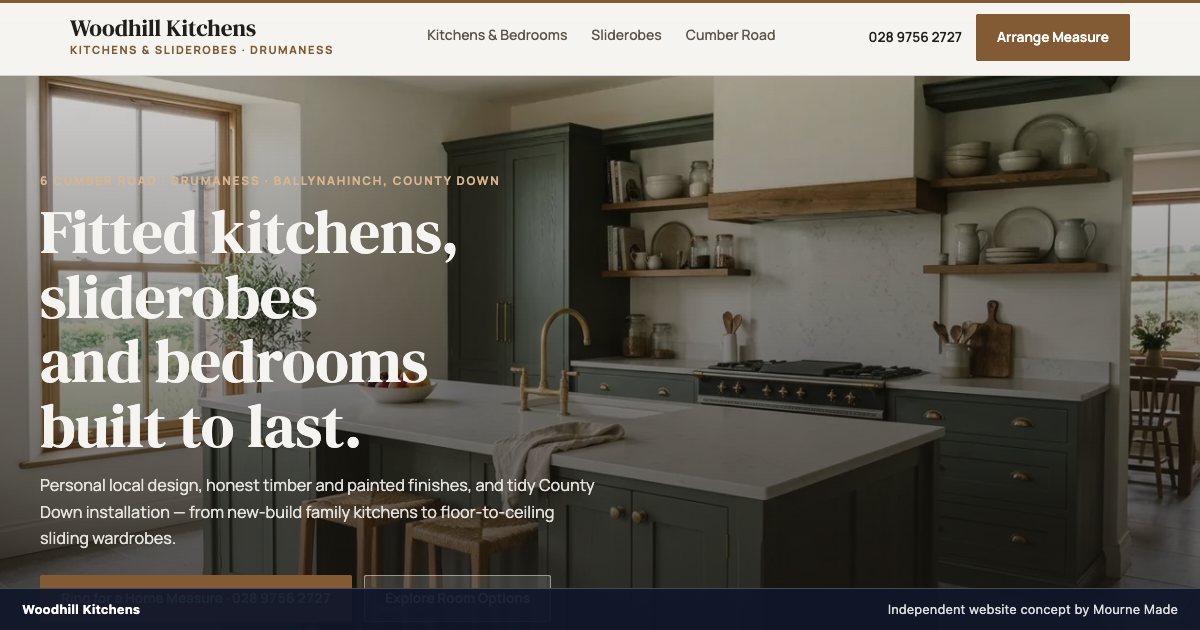 Woodhill Kitchens
KITCHENS & SLIDEROBES · DRUMANESS
Kitchens & Bedrooms
Sliderobes
Cumber Road
028 9756 2727
Arrange Measure
6 CUMBER ROAD · DRUMANESS · BALLYNAHINCH, COUNTY DOWN
Fitted kitchens,
sliderobes
and bedrooms
built to last.
Personal local design, honest timber and painted finishes, and tidy County
Down installation — from new-build family kitchens to floor-to-ceiling
sliding wardrobes.
Ring for a Home Measure · 028 9756 2727
Explore Room Options
Woodhill Kitchens
Independent website concept by Mourne Made